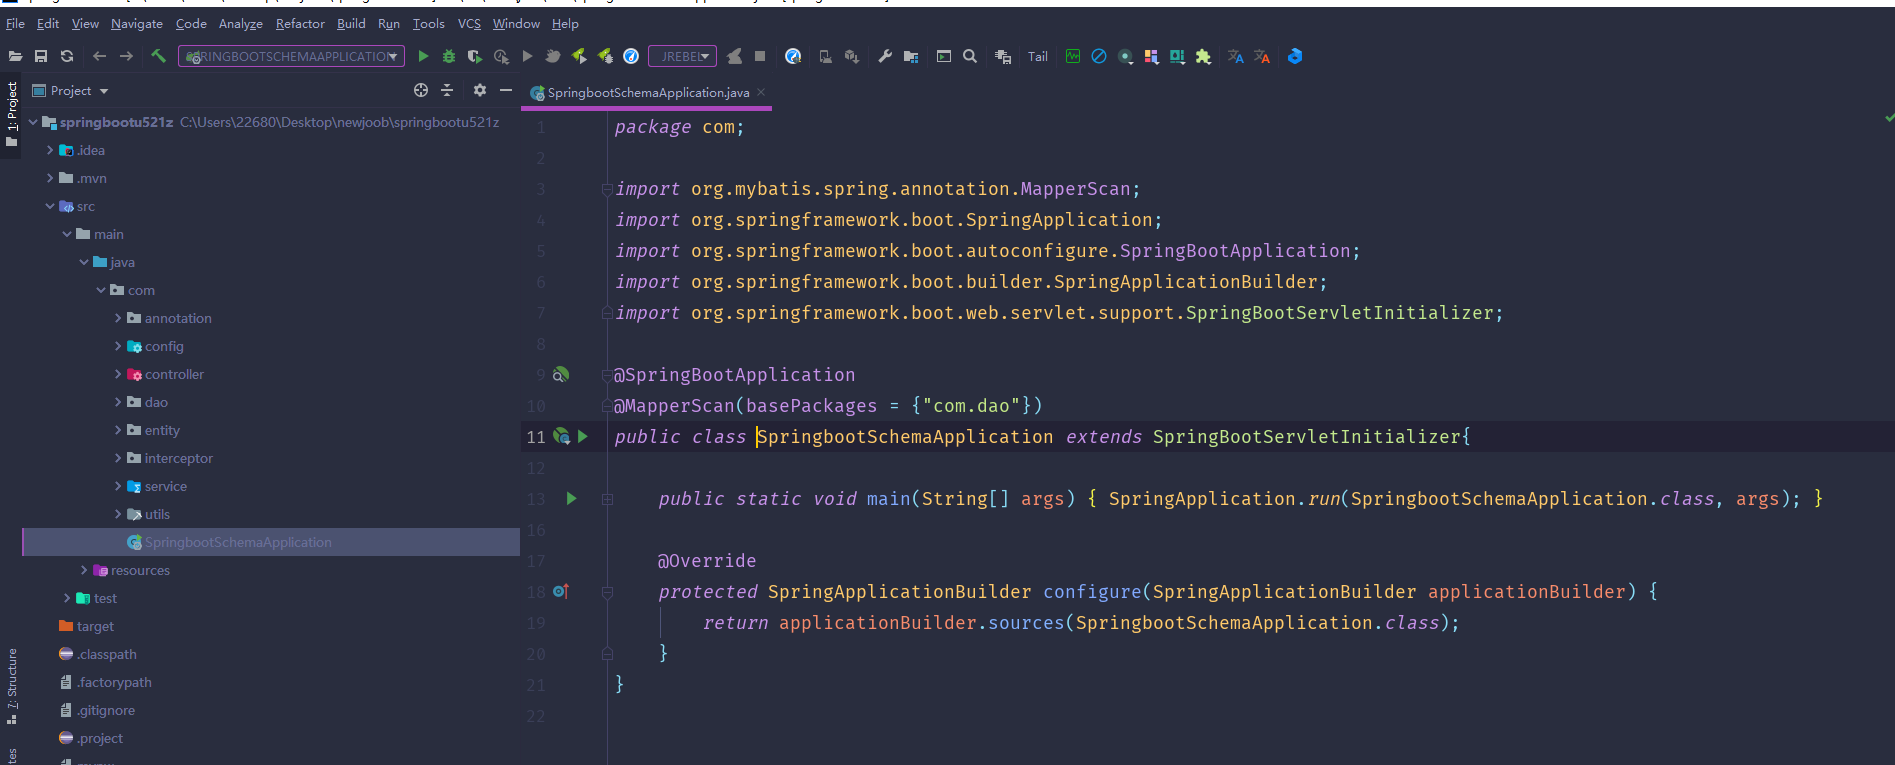 File Edit View Navigate Code Analyze Refactor Build Run Tools VCS Window Help
RINGBOOTSCHEMAAPPLICATION JREBEL Tail
1: Project
Project
SpringbootSchemaApplication.java
springbootu521z C:\Users\22680\Desktop\newjoob\springbootu521z
.idea
.mvn
src
main
java
com
annotation
config
controller
dao
entity
interceptor
service
utils
SpringbootSchemaApplication
resources
test
target
.classpath
.factorypath
.gitignore
.project
7: Structure
1 package com;
2
3 import org.mybatis.spring.annotation.MapperScan;
4 import org.springframework.boot.SpringApplication;
5 import org.springframework.boot.autoconfigure.SpringBootApplication;
6 import org.springframework.boot.builder.SpringApplicationBuilder;
7 import org.springframework.boot.web.servlet.support.SpringBootServletInitializer;
8
9 @SpringBootApplication
10 @MapperScan(basePackages = {"com.dao"})
11 public class SpringbootSchemaApplication extends SpringBootServletInitializer{
12
13 public static void main(String[] args) { SpringApplication.run(SpringbootSchemaApplication.class, args); }
16
17 @Override
18 protected SpringApplicationBuilder configure(SpringApplicationBuilder applicationBuilder) {
19 return applicationBuilder.sources(SpringbootSchemaApplication.class);
20 }
21 }
22